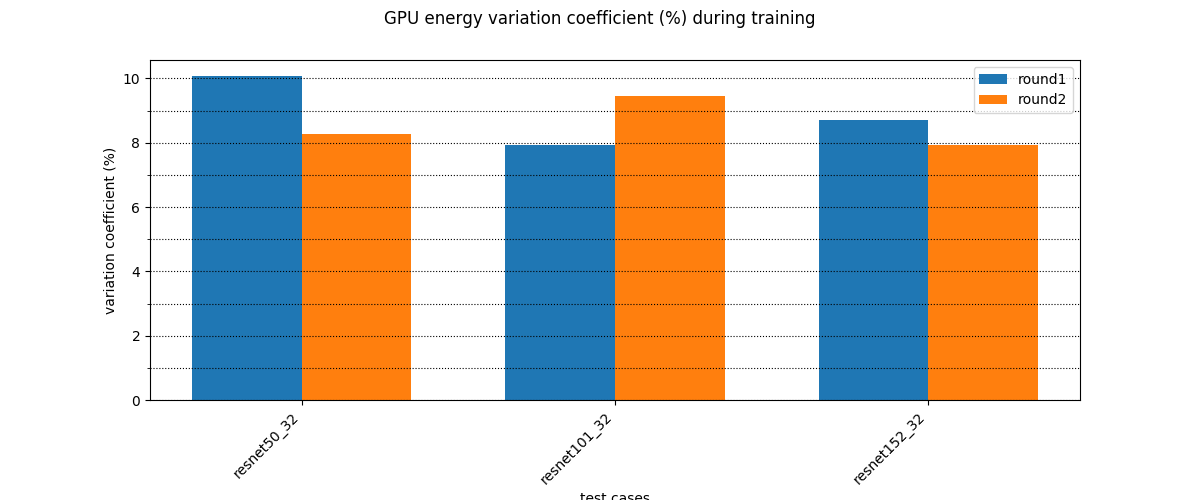 GPU energy variation coefficient (%) during training
round1
round2
variation coefficient (%)
10
8
6
4
2
0
resnet50_32
resnet101_32
resnet152_32
test cases